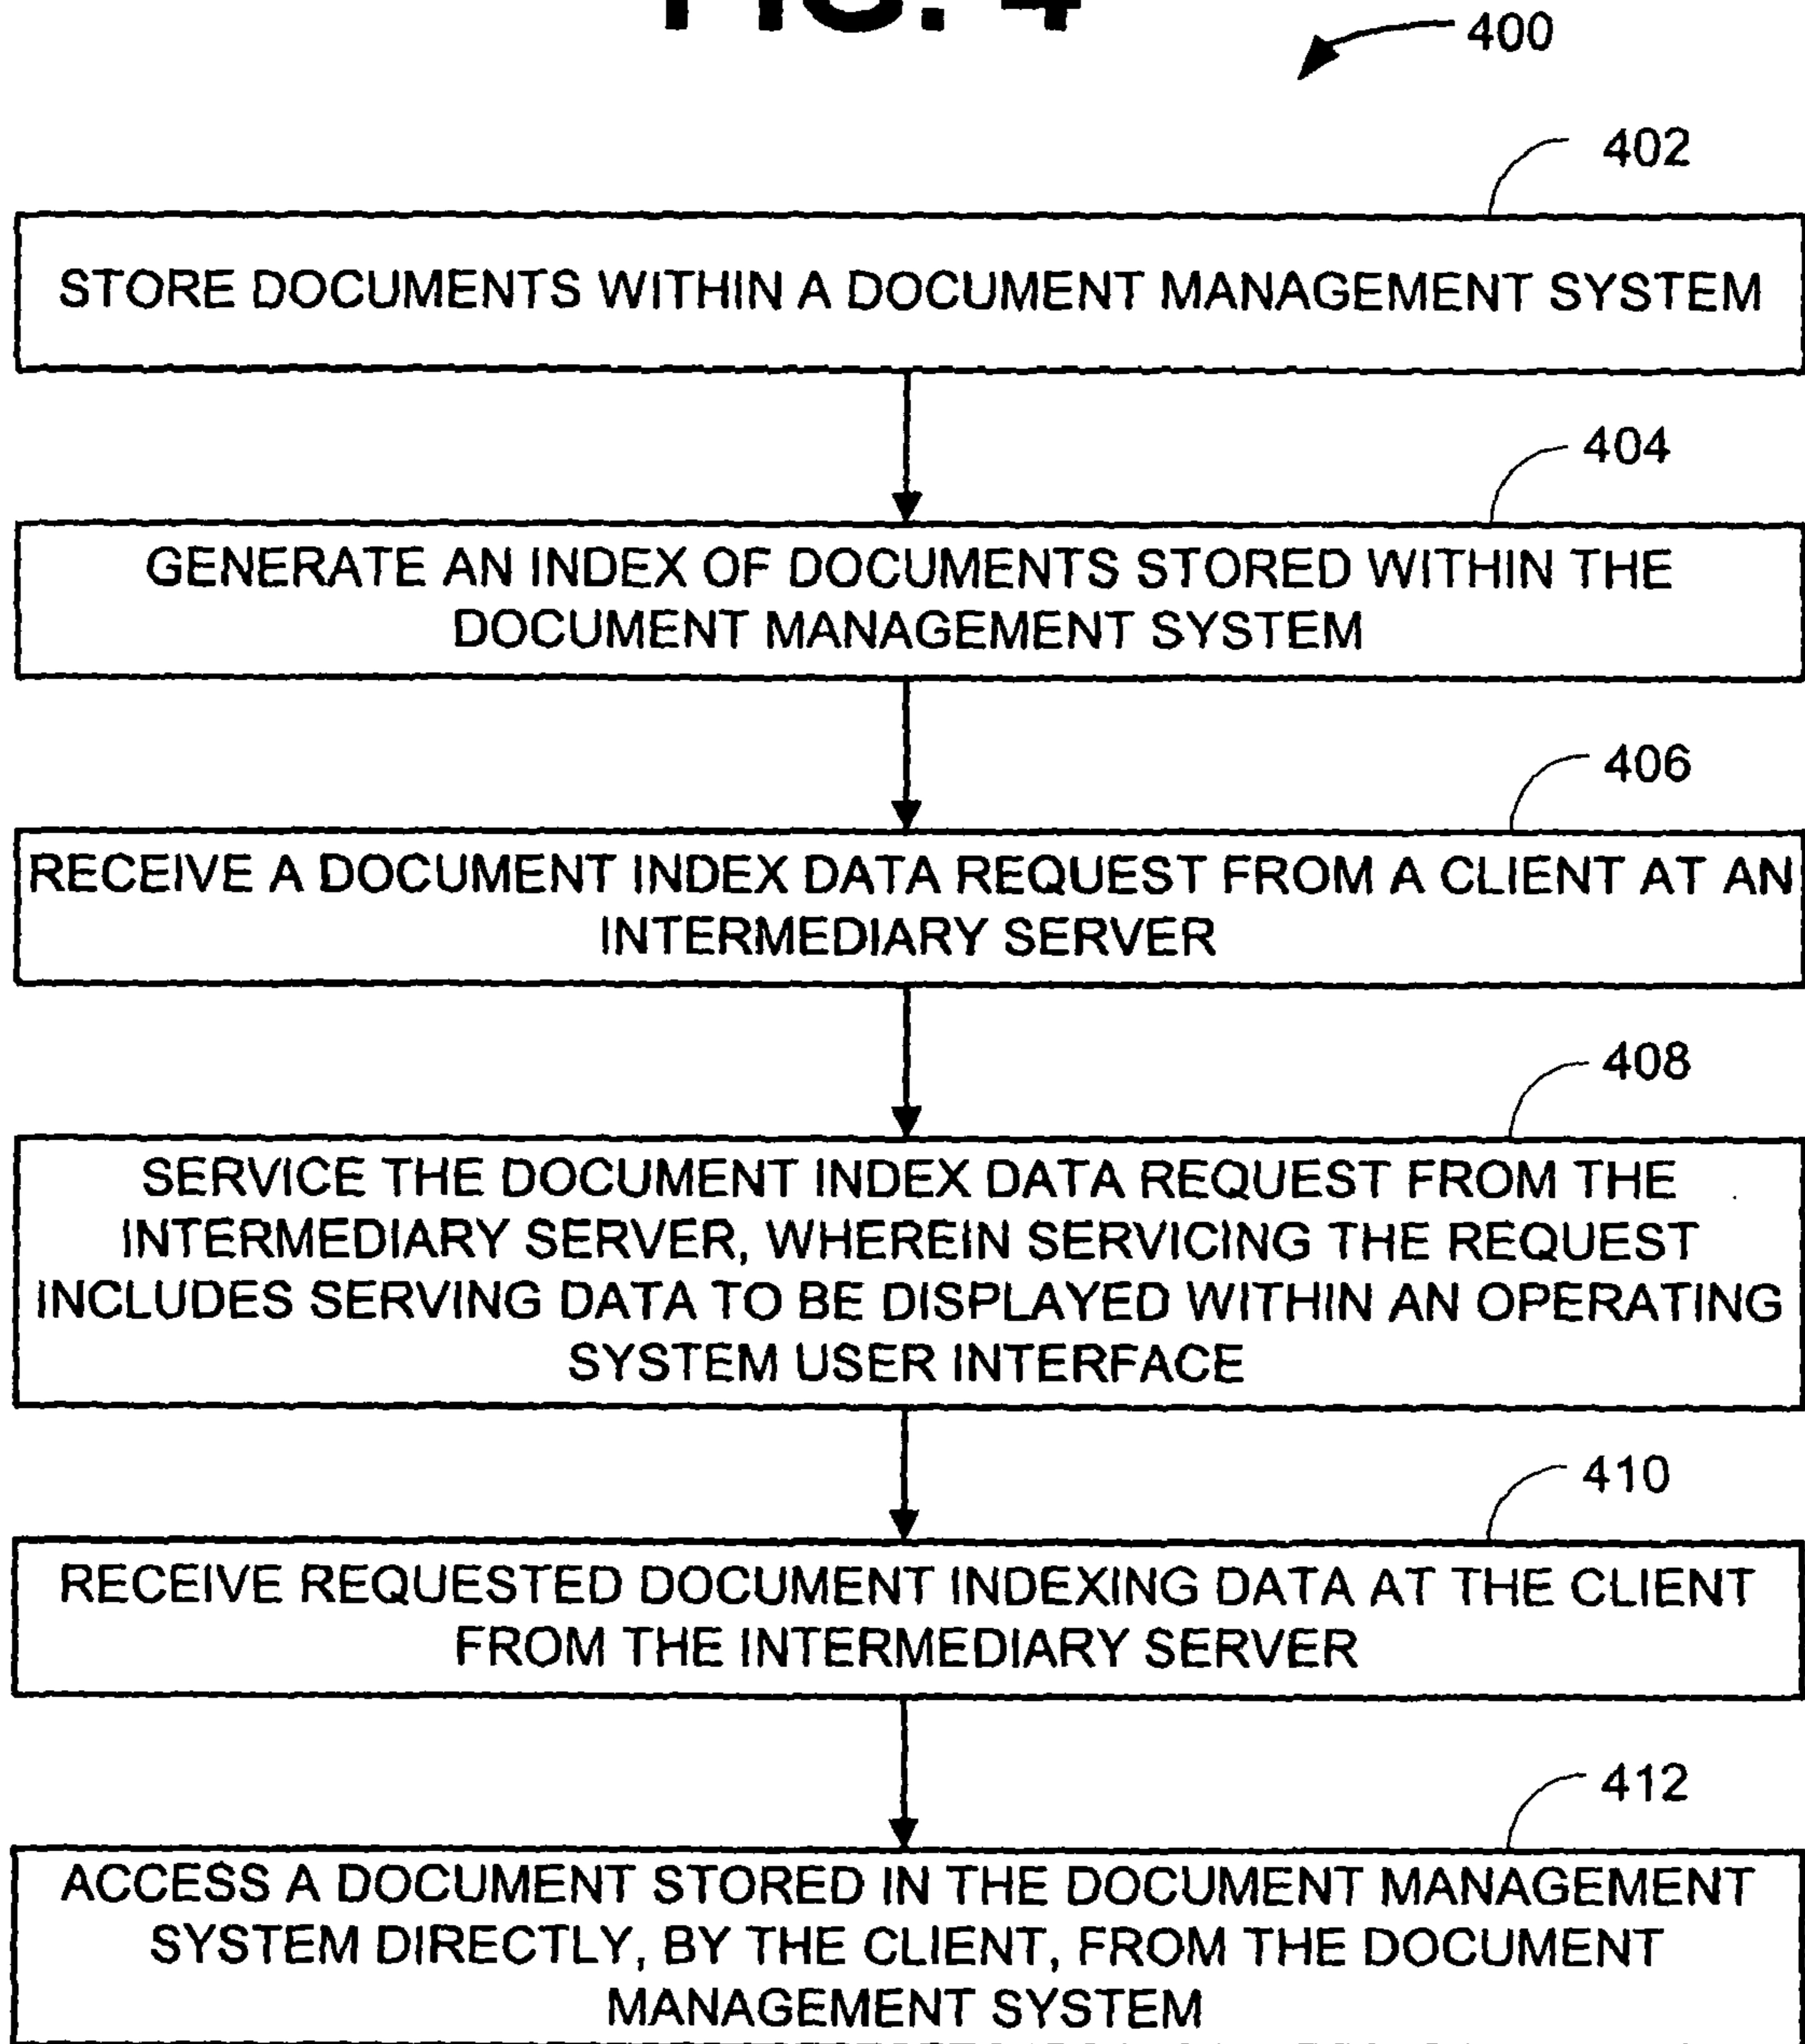 FIG. 4
400
402
STORE DOCUMENTS WITHIN A DOCUMENT MANAGEMENT SYSTEM
404
GENERATE AN INDEX OF DOCUMENTS STORED WITHIN THE
DOCUMENT MANAGEMENT SYSTEM
406
RECEIVE A DOCUMENT INDEX DATA REQUEST FROM A CLIENT AT AN
INTERMEDIARY SERVER
408
SERVICE THE DOCUMENT INDEX DATA REQUEST FROM THE
INTERMEDIARY SERVER, WHEREIN SERVICING THE REQUEST
INCLUDES SERVING DATA TO BE DISPLAYED WITHIN AN OPERATING
SYSTEM USER INTERFACE
410
RECEIVE REQUESTED DOCUMENT INDEXING DATA AT THE CLIENT
FROM THE INTERMEDIARY SERVER
412
ACCESS A DOCUMENT STORED IN THE DOCUMENT MANAGEMENT
SYSTEM DIRECTLY, BY THE CLIENT, FROM THE DOCUMENT
MANAGEMENT SYSTEM